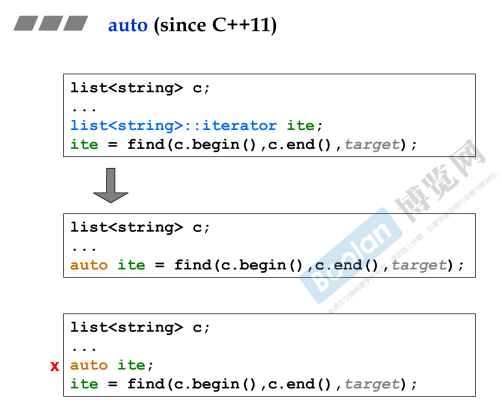 auto (since C++11)
list<string> c;
...
list<string>::iterator ite;
ite = find(c.begin(),c.end(),target);
list<string> c;
...
auto ite = find(c.begin(),c.end(),target);
list<string> c;
...
x auto ite;
ite = find(c.begin(),c.end(),target);
Boolan 博览网